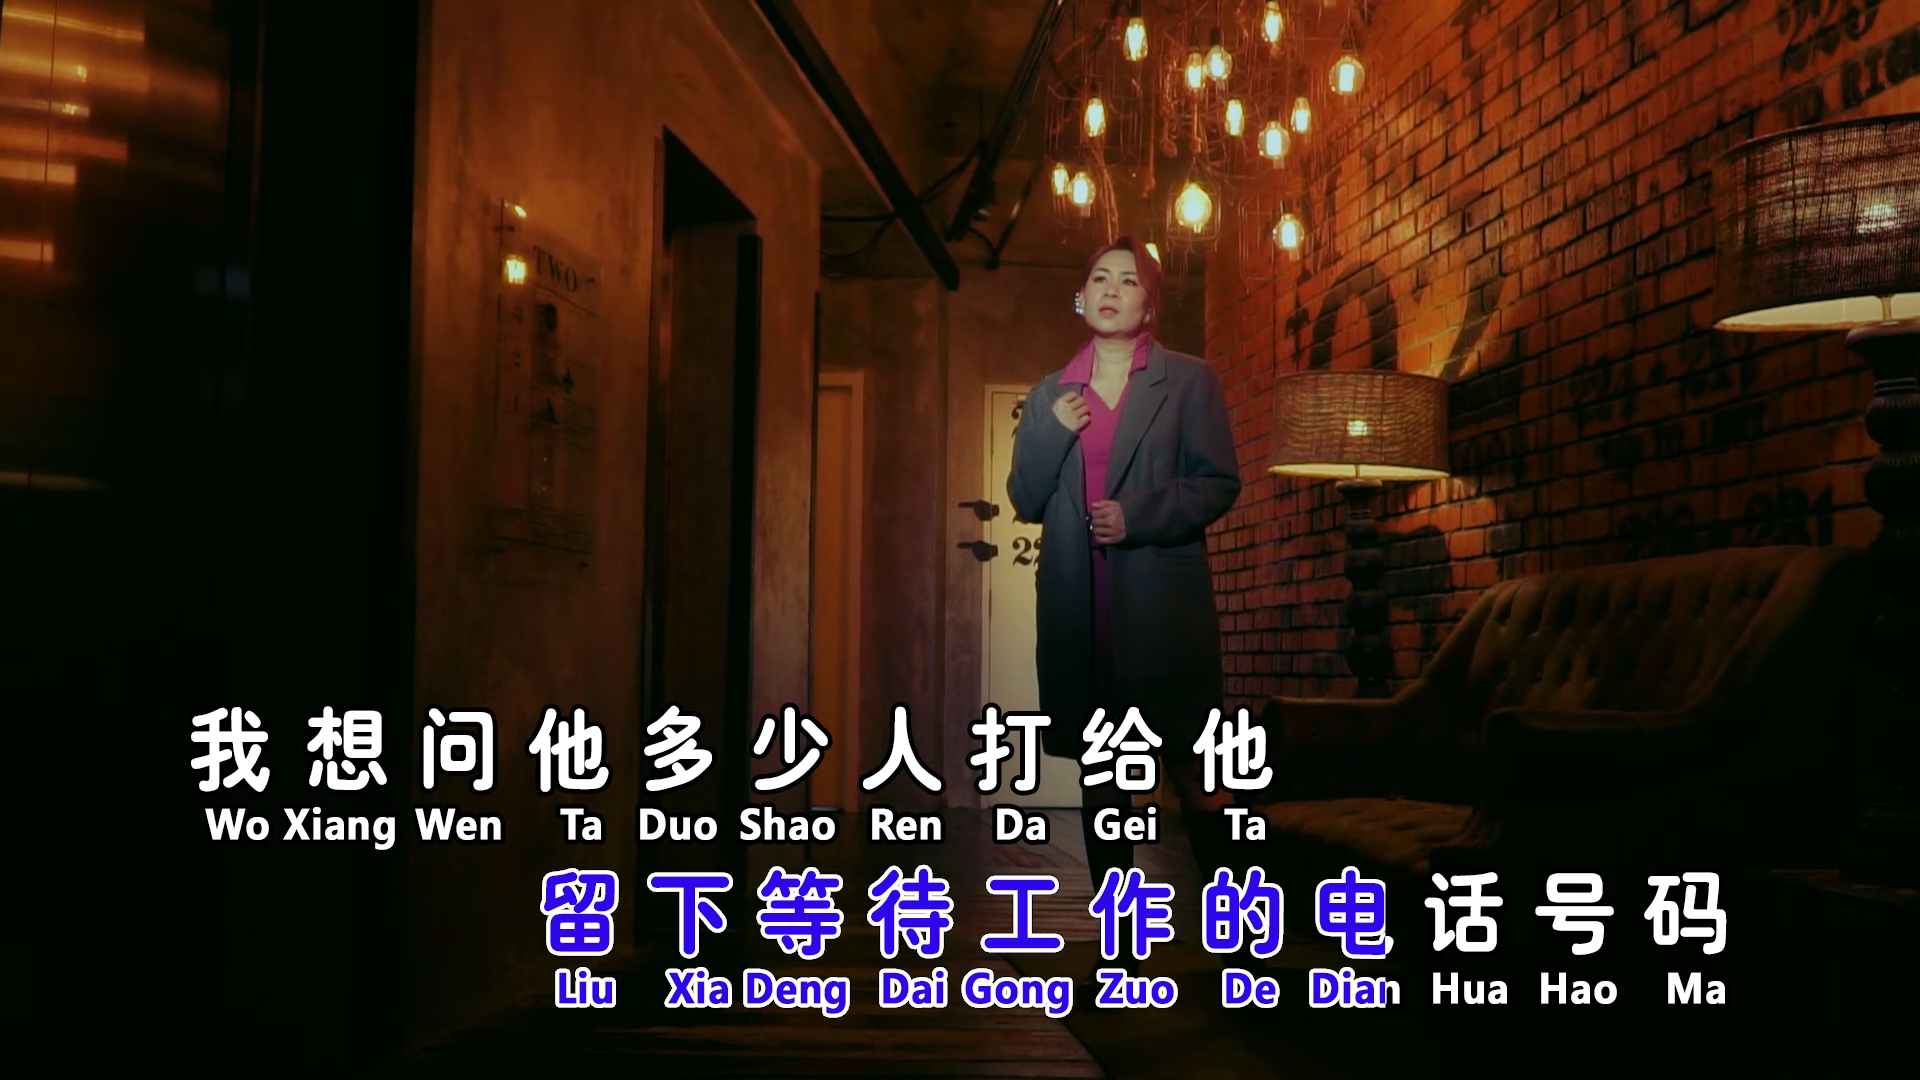 TWO
22
我想问他多少人打给他
Wo Xiang Wen Ta Duo Shao Ren Da Gei Ta
留下等待工作的电话号码
Liu Xia Deng Dai Gong Zuo De Dian Hua Hao Ma